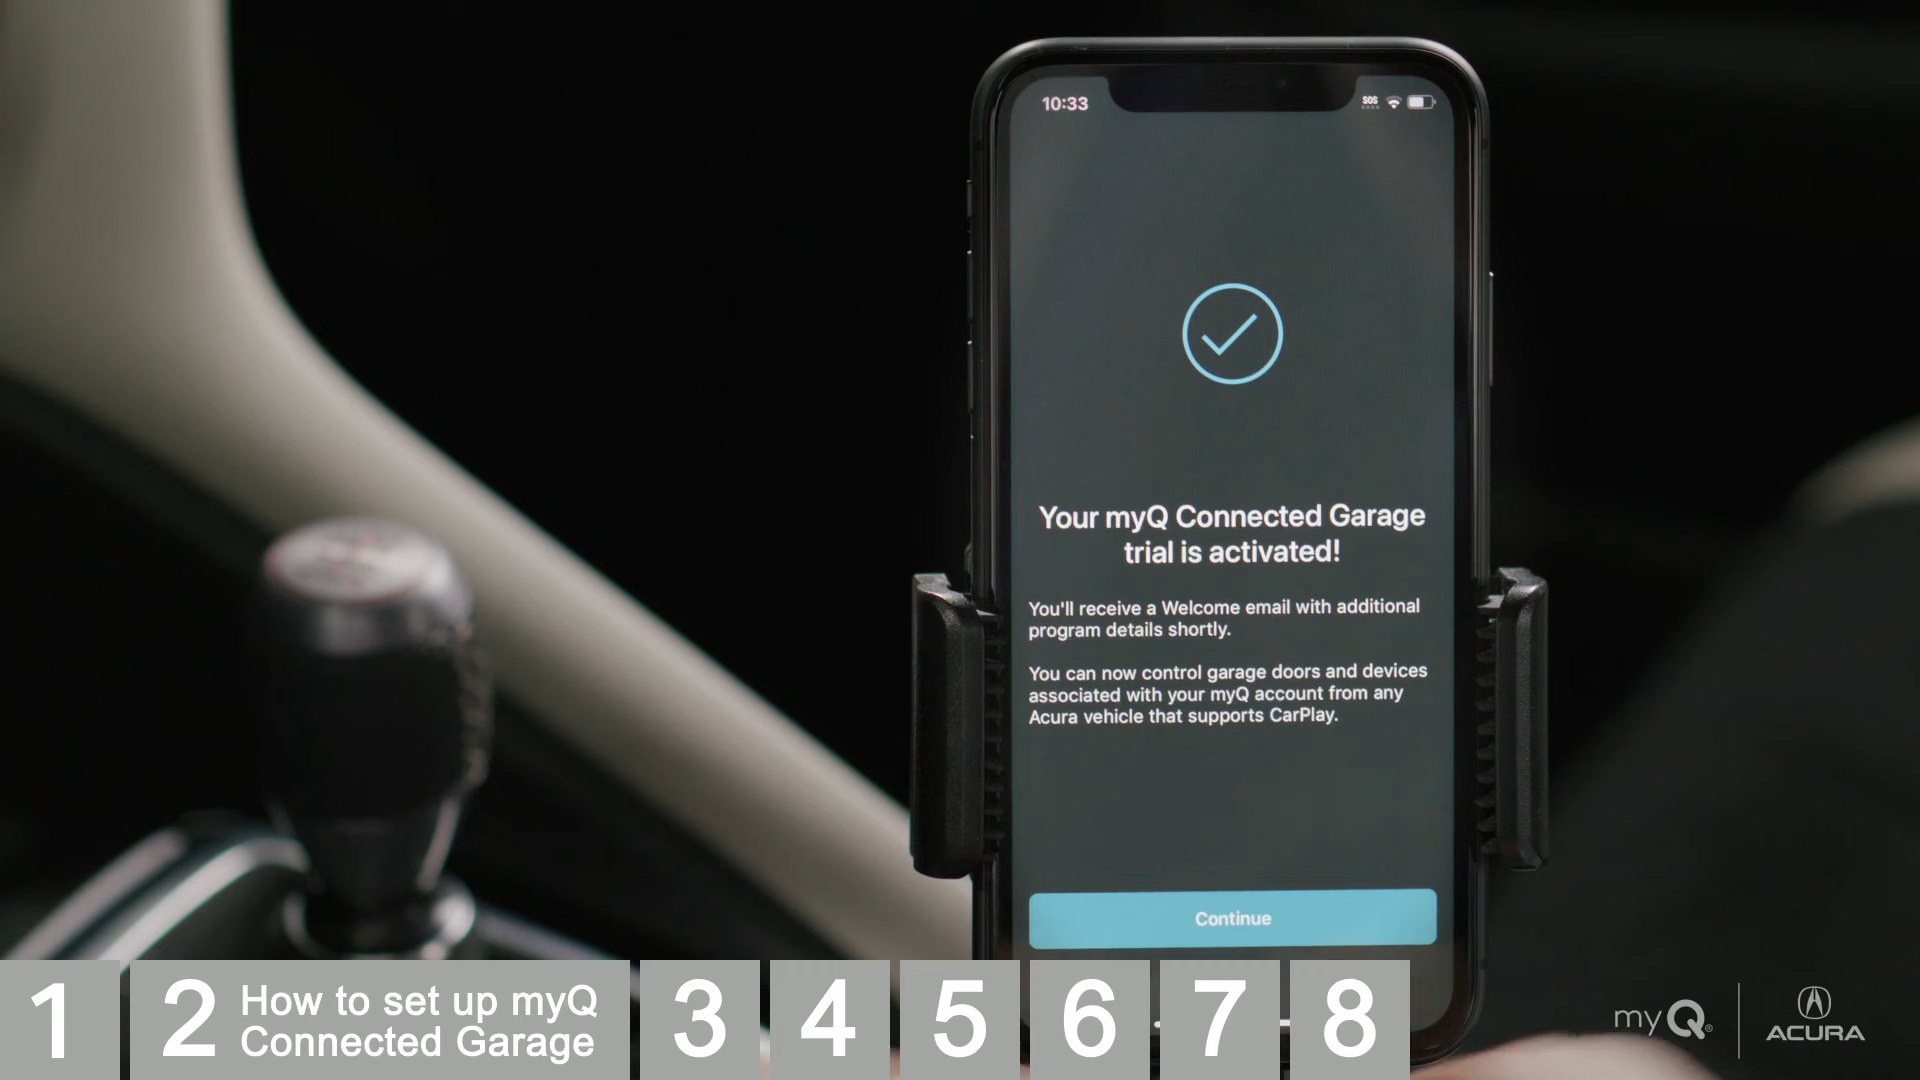 10:33
SOS
Your myQ Connected Garage
trial is activated!
You'll receive a Welcome email with additional
program details shortly.
You can now control garage doors and devices
associated with your myQ account from any
Acura vehicle that supports CarPlay.
Continue
1
2
How to set up myQ
Connected Garage
3
4
5
6
7
8
myQ®
ACURA